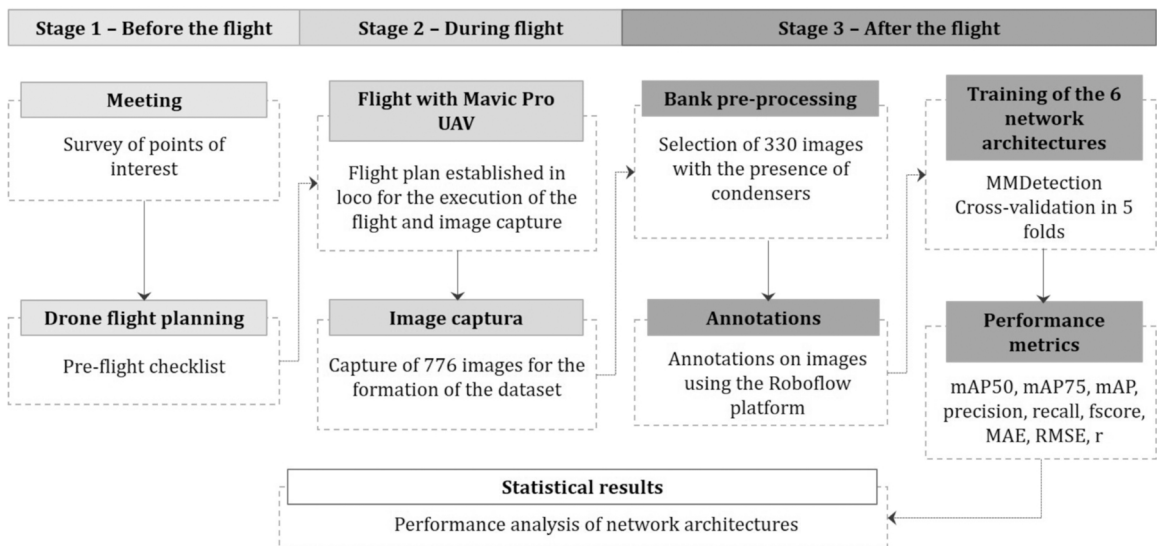 Stage 1 – Before the flight
Stage 2 – During flight
Stage 3 – After the flight
Meeting
Survey of points of
interest
Drone flight planning
Pre-flight checklist
Flight with Mavic Pro
UAV
Flight plan established in
loco for the execution of the
flight and image capture
Image captura
Capture of 776 images for the
formation of the dataset
Bank pre-processing
Selection of 330 images
with the presence of
condensers
Annotations
Annotations on images
using the Roboflow
platform
Training of the 6
network
architectures
MMDetection
Cross-validation in 5
folds
Performance
metrics
mAP50, mAP75, mAP,
precision, recall, fscore,
MAE, RMSE, r
Statistical results
Performance analysis of network architectures